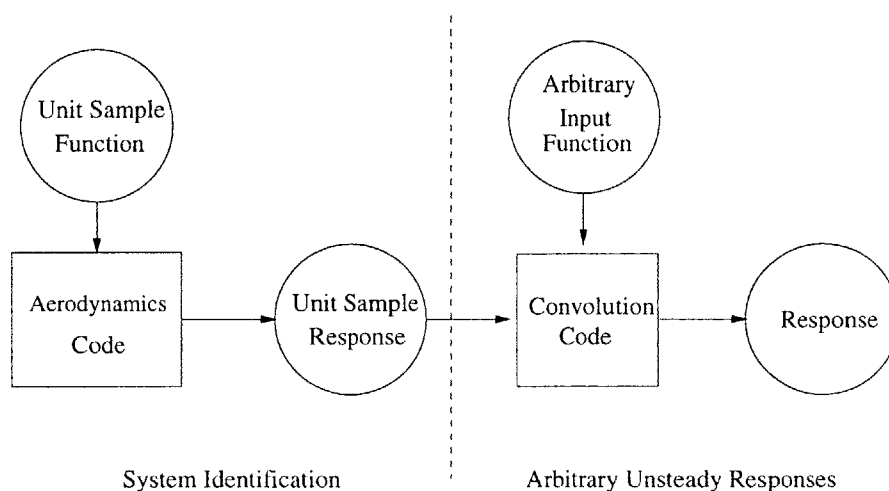 Unit Sample
Function
Arbitrary
Input
Function
Aerodynamics
Code
Unit Sample
Response
Convolution
Code
Response
System Identification
Arbitrary Unsteady Responses